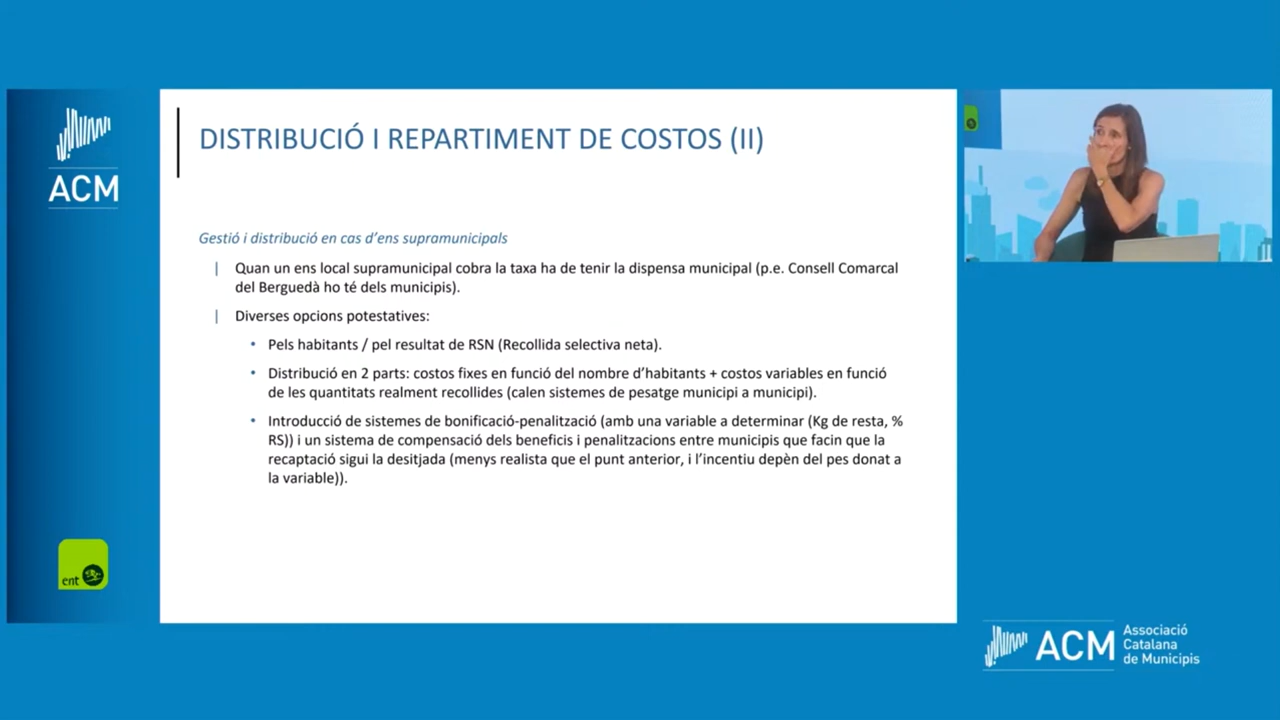 ACM
DISTRIBUCIÓ I REPARTIMENT DE COSTOS (II)
Gestió i distribució en cas d'ens supramunicipals
Quan un ens local supramunicipal cobra la taxa ha de tenir la dispensa municipal (p.e. Consell Comarcal
del Berguedà ho té dels municipis).
Diverses opcions potestatives:
• Pels habitants / pel resultat de RSN (Recollida selectiva neta).
• Distribució en 2 parts: costos fixes en funció del nombre d'habitants + costos variables en funció
de les quantitats realment recollides (calen sistemes de pesatge municipi a municipi).
• Introducció de sistemes de bonificació-penalització (amb una variable a determinar (Kg de resta, %
RS)) i un sistema de compensació dels beneficis i penalitzacions entre municipis que facin que la
recaptació sigui la desitjada (menys realista que el punt anterior, i l'incentiu depèn del pes donat a
la variable)).
ent
ACM
Associació
Catalana
de Municipis